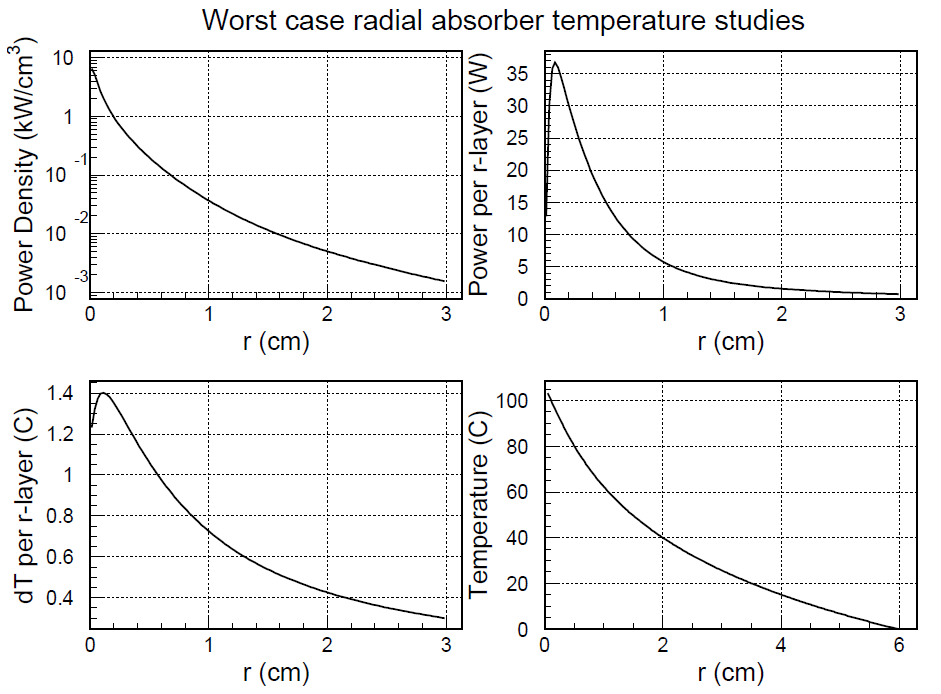 Worst case radial absorber temperature studies
Power Density (kW/cm3)
10
1
10 -1
10 -2
10 -3
0 1 2 3
r (cm)
Power per r-layer (W)
35
30
25
20
15
10
5
0
0 1 2 3
r (cm)
dT per r-layer (C)
1.4
1.2
1
0.8
0.6
0.4
0 1 2 3
r (cm)
Temperature (C)
100
80
60
40
20
0
0 2 4 6
r (cm)